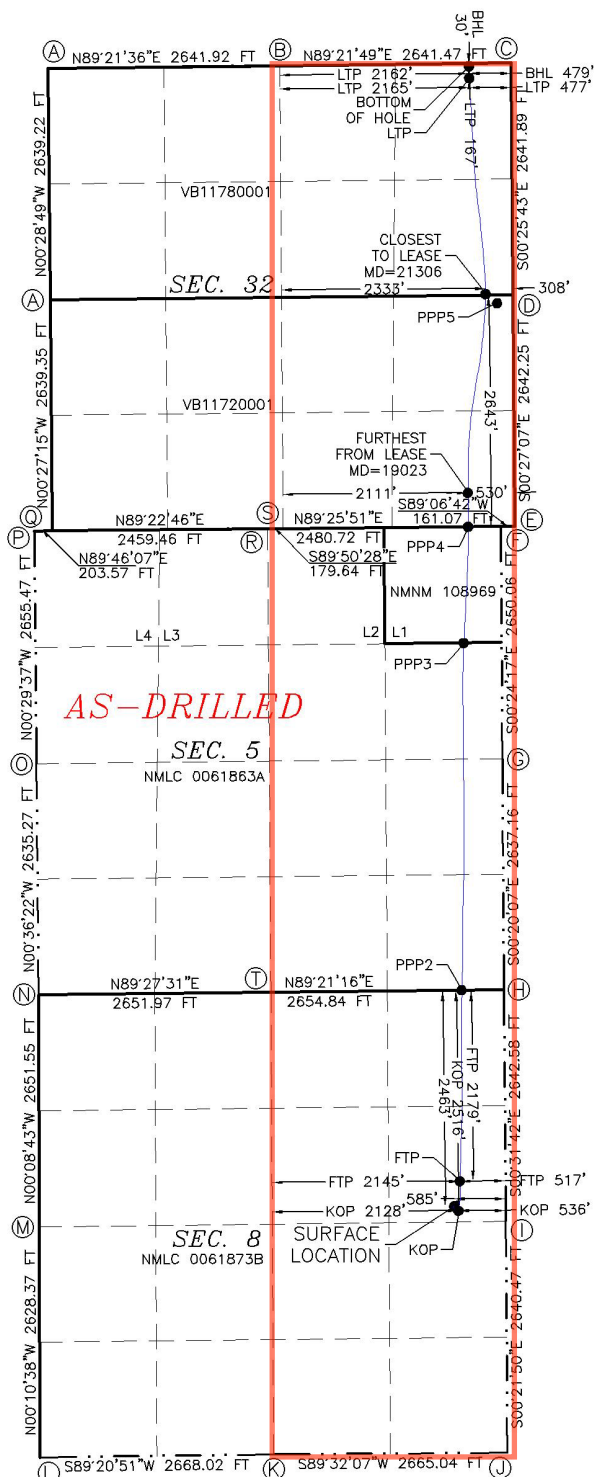 BHL
30'
A
B
C
N89°21'36"E 2641.92 FT
N89°21'49"E 2641.47 FT
LTP 2162'
BHL 479'
LTP 2165'
LTP 477'
BOTTOM
OF HOLE
LTP
LTP 167'
N00°28'49"W 2639.22 FT
S00°25'43"E 2641.89 FT
VB11780001
CLOSEST
TO LEASE
MD=21306
SEC. 32
2333'
308'
A
D
PPP5
N00°27'15"W 2639.35 FT
S00°27'07"E 2642.25 FT
2643'
VB11720001
FURTHEST
FROM LEASE
MD=19023
2111'
530'
S89°06'42"W
161.07 FT
Q
S
E
P
N89°22'46"E
2459.46 FT
R
N89°25'51"E
2480.72 FT
F
N89°46'07"E
203.57 FT
S89°50'28"E
179.64 FT
PPP4
NMNM 108969
N00°29'37"W 2655.47 FT
S00°24'17"E 2650.06 FT
L4 L3
L2 L1
PPP3
AS-DRILLED
SEC. 5
O
G
NMLC 0061863A
N00°36'22"W 2635.27 FT
S00°20'07"E 2637.16 FT
PPP2
N
N89°27'31"E
2651.97 FT
T
N89°21'16"E
2654.84 FT
H
FTP 2179'
KOP 2516'
2463'
N00°08'43"W 2651.55 FT
S00°31'42"E 2642.58 FT
FTP
FTP 2145'
FTP 517'
585'
KOP 2128'
KOP 536'
M
I
SEC. 8
SURFACE
LOCATION
KOP
NMLC 0061873B
N00°10'38"W 2628.37 FT
S00°21'50"E 2640.47 FT
L
S89°20'51"W 2668.02 FT
K
S89°32'07"W 2665.04 FT
J